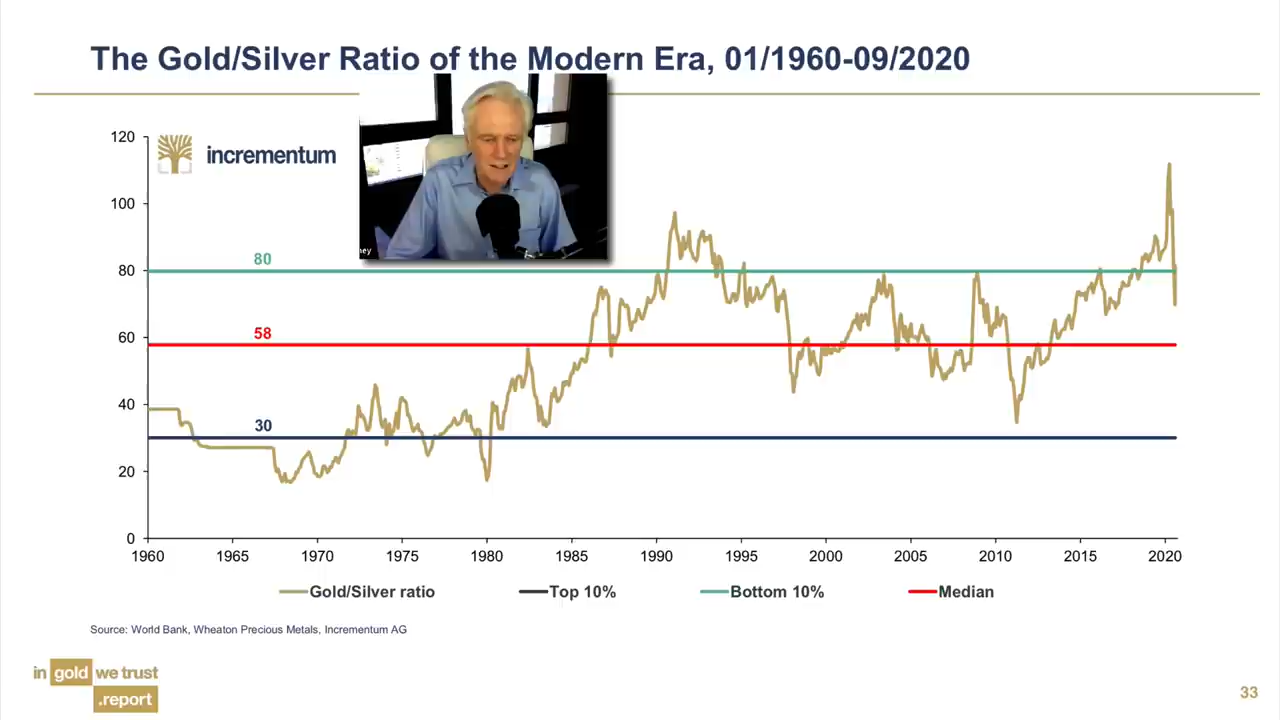 The Gold/Silver Ratio of the Modern Era, 01/1960-09/2020
incrementum
120
100
80
60
40
20
0
80
58
30
1960 1965 1970 1975 1980 1985 1990 1995 2000 2005 2010 2015 2020
Gold/Silver ratio Top 10% Bottom 10% Median
Source: World Bank, Wheaton Precious Metals, Incrementum AG
in gold we trust
.report
33